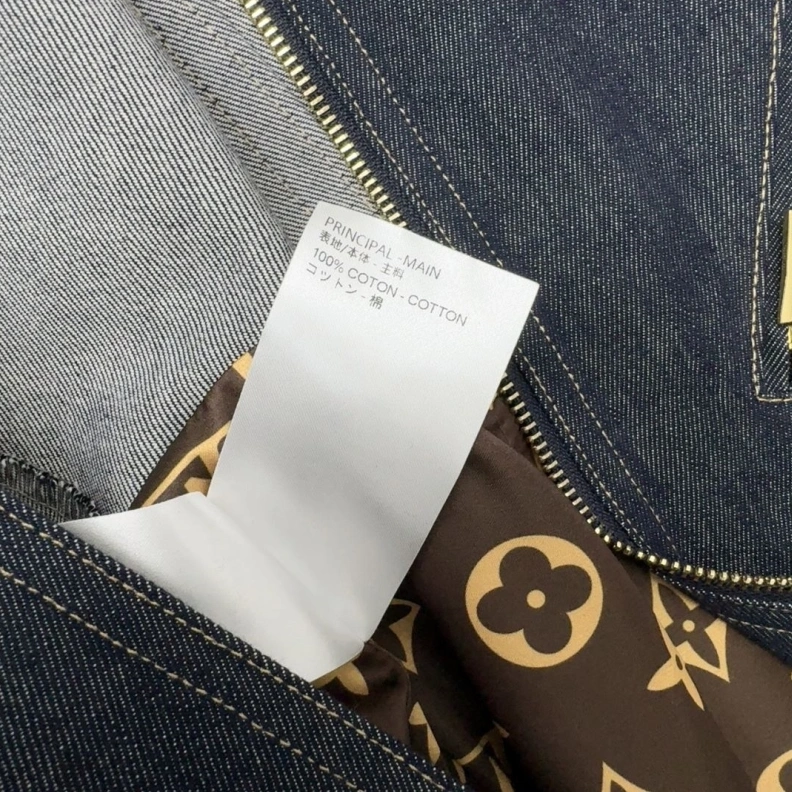 PRINCIPAL - MAIN
表地/本体 - 主料
100% COTON - COTTON
コットン - 棉